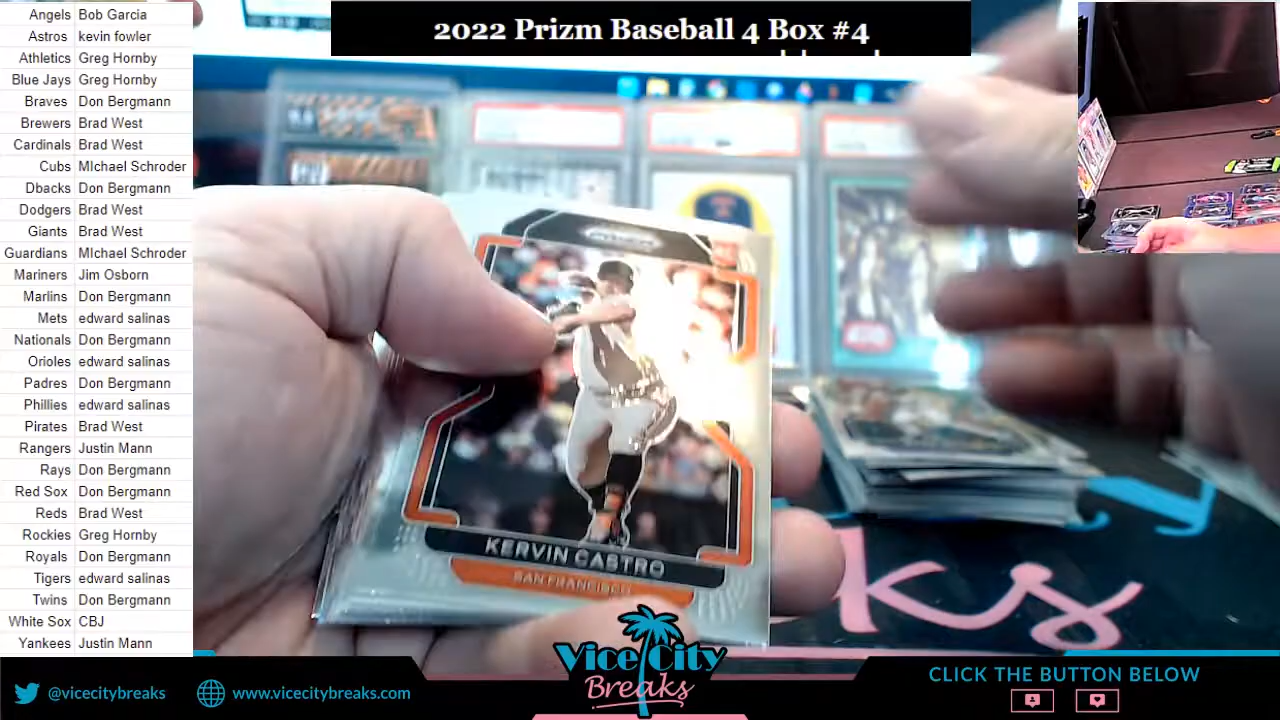 2022 Prizm Baseball 4 Box #4
Angels Bob Garcia
Astros kevin fowler
Athletics Greg Hornby
Blue Jays Greg Hornby
Braves Don Bergmann
Brewers Brad West
Cardinals Brad West
Cubs MIchael Schroder
Dbacks Don Bergmann
Dodgers Brad West
Giants Brad West
Guardians MIchael Schroder
Mariners Jim Osborn
Marlins Don Bergmann
Mets edward salinas
Nationals Don Bergmann
Orioles edward salinas
Padres Don Bergmann
Phillies edward salinas
Pirates Brad West
Rangers Justin Mann
Rays Don Bergmann
Red Sox Don Bergmann
Reds Brad West
Rockies Greg Hornby
Royals Don Bergmann
Tigers edward salinas
Twins Don Bergmann
White Sox CBJ
Yankees Justin Mann
PRIZM
KERVIN CASTRO
SAN FRANCISCO
ks
@vicecitybreaks
www.vicecitybreaks.com
Vice City
Breaks
CLICK THE BUTTON BELOW